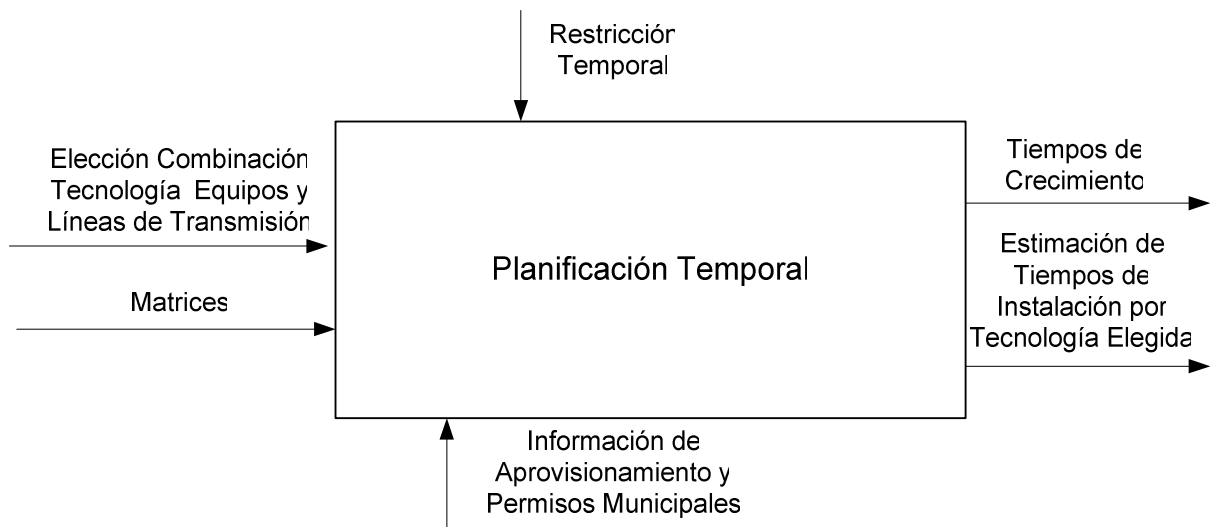 Restricción
Temporal
Elección Combinación
Tecnología Equipos y
Líneas de Transmisión
Matrices
Planificación Temporal
Tiempos de
Crecimiento
Estimación de
Tiempos de
Instalación por
Tecnología Elegida
Información de
Aprovisionamiento y
Permisos Municipales